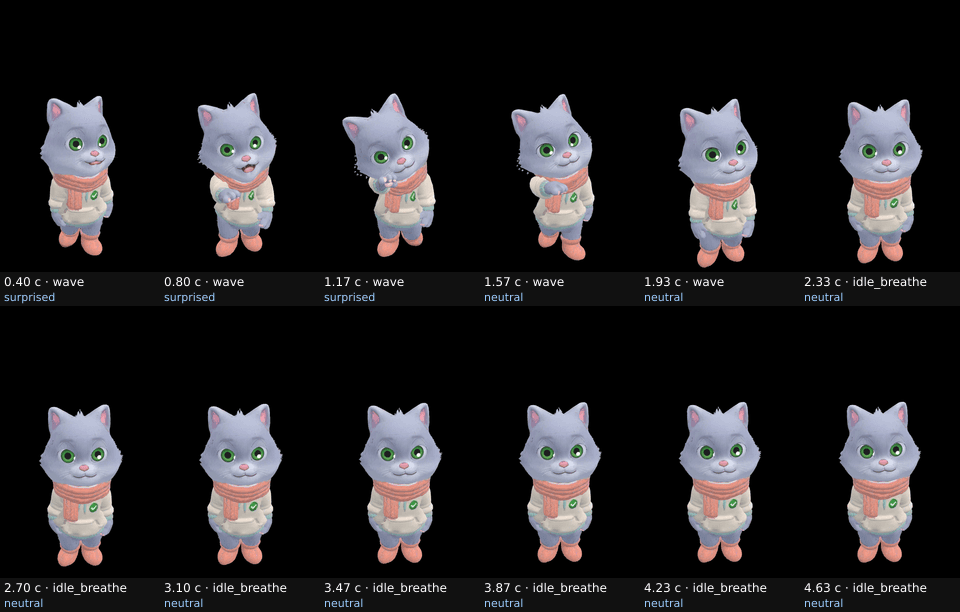 0.40 с · wave
surprised
0.80 с · wave
surprised
1.17 с · wave
surprised
1.57 с · wave
neutral
1.93 с · wave
neutral
2.33 с · idle_breathe
neutral
2.70 с · idle_breathe
neutral
3.10 с · idle_breathe
neutral
3.47 с · idle_breathe
neutral
3.87 с · idle_breathe
neutral
4.23 с · idle_breathe
neutral
4.63 с · idle_breathe
neutral